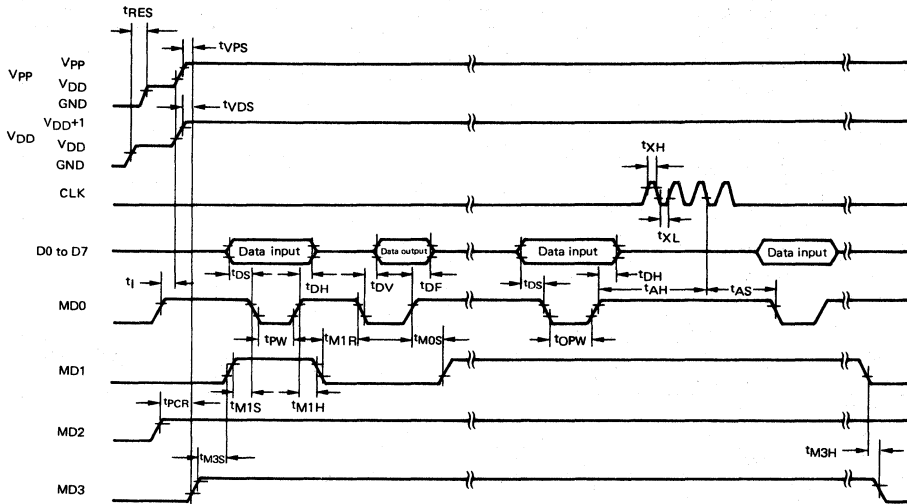 tRES
tVPS
VPP
VPP
VDD
GND
tVDS
VDD
VDD+1
VDD
GND
tXH
CLK
tXL
D0 to D7
Data input
Data output
Data input
Data input
tDS
tDH
tDV
tDF
tDS
tDH
tI
tAH
tAS
MD0
tPW
tM1R
tM0S
tOPW
MD1
tM1S
tM1H
tPCR
MD2
tM3S
tM3H
MD3